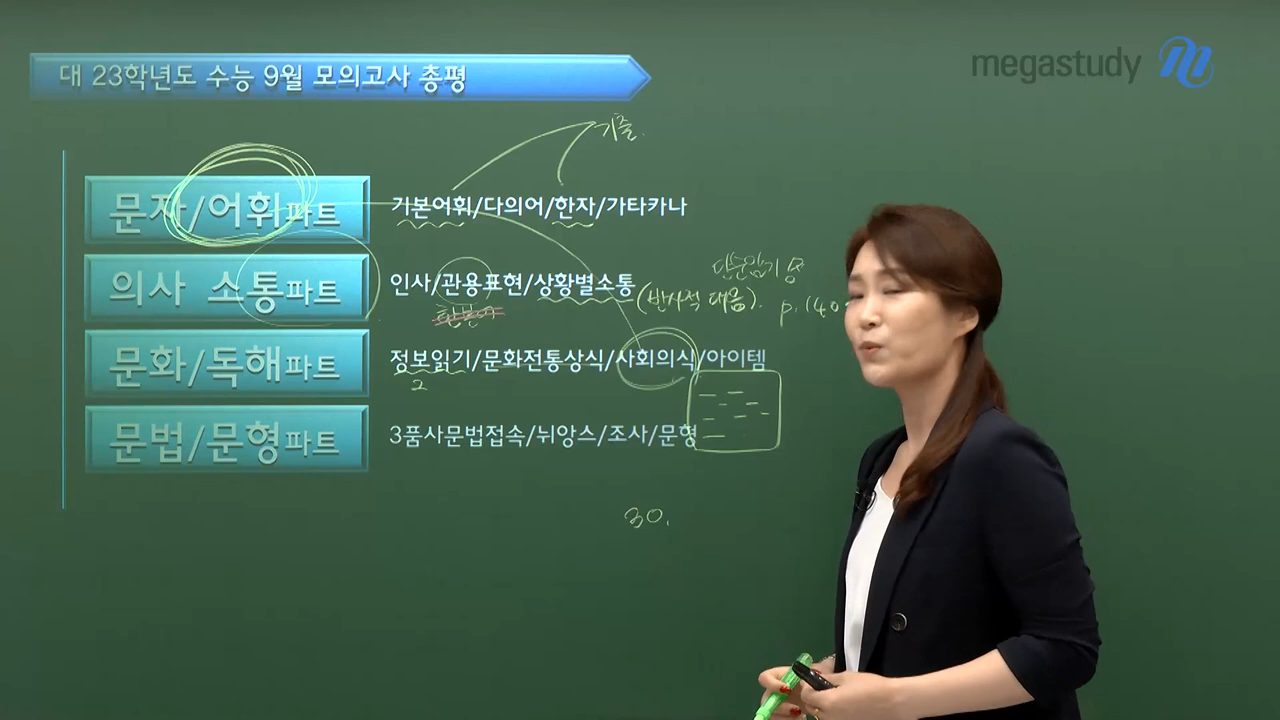 megastudy
대 23학년도 수능 9월 모의고사 총평
기출.
문자/어휘파트 기본어휘/다의어/한자/가타카나
의사 소통파트 인사/관용표현/상황별소통
(반사적 대응). p.140
문화/독해파트 정보읽기/문화전통상식/사회의식/아이템
2
문법/문형파트 3품사문법접속/뉘앙스/조사/문형
30.